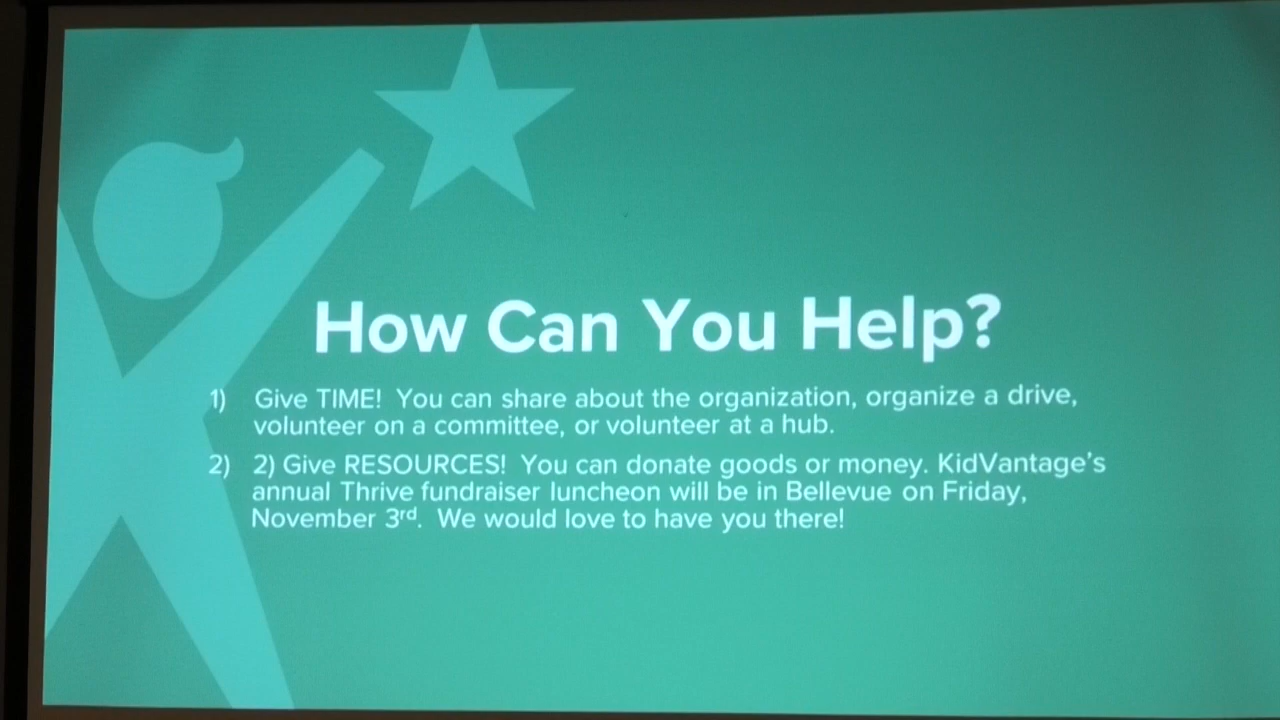 How Can You Help?
1) Give TIME!  You can share about the organization, organize a drive,
volunteer on a committee, or volunteer at a hub.
2) 2) Give RESOURCES!  You can donate goods or money. KidVantage's
annual Thrive fundraiser luncheon will be in Bellevue on Friday,
November 3rd.  We would love to have you there!